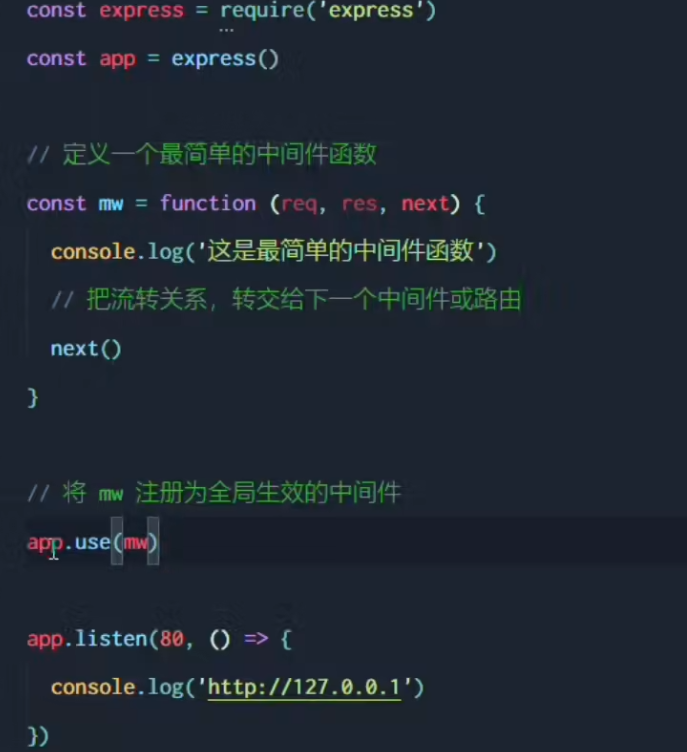 const express = require('express')
const app = express()
// 定义一个最简单的中间件函数
const mw = function (req, res, next) {
console.log('这是最简单的中间件函数')
// 把流转关系，转交给下一个中间件或路由
next()
}
// 将 mw 注册为全局生效的中间件
app.use(mw)
app.listen(80, () => {
console.log('http://127.0.0.1')
})